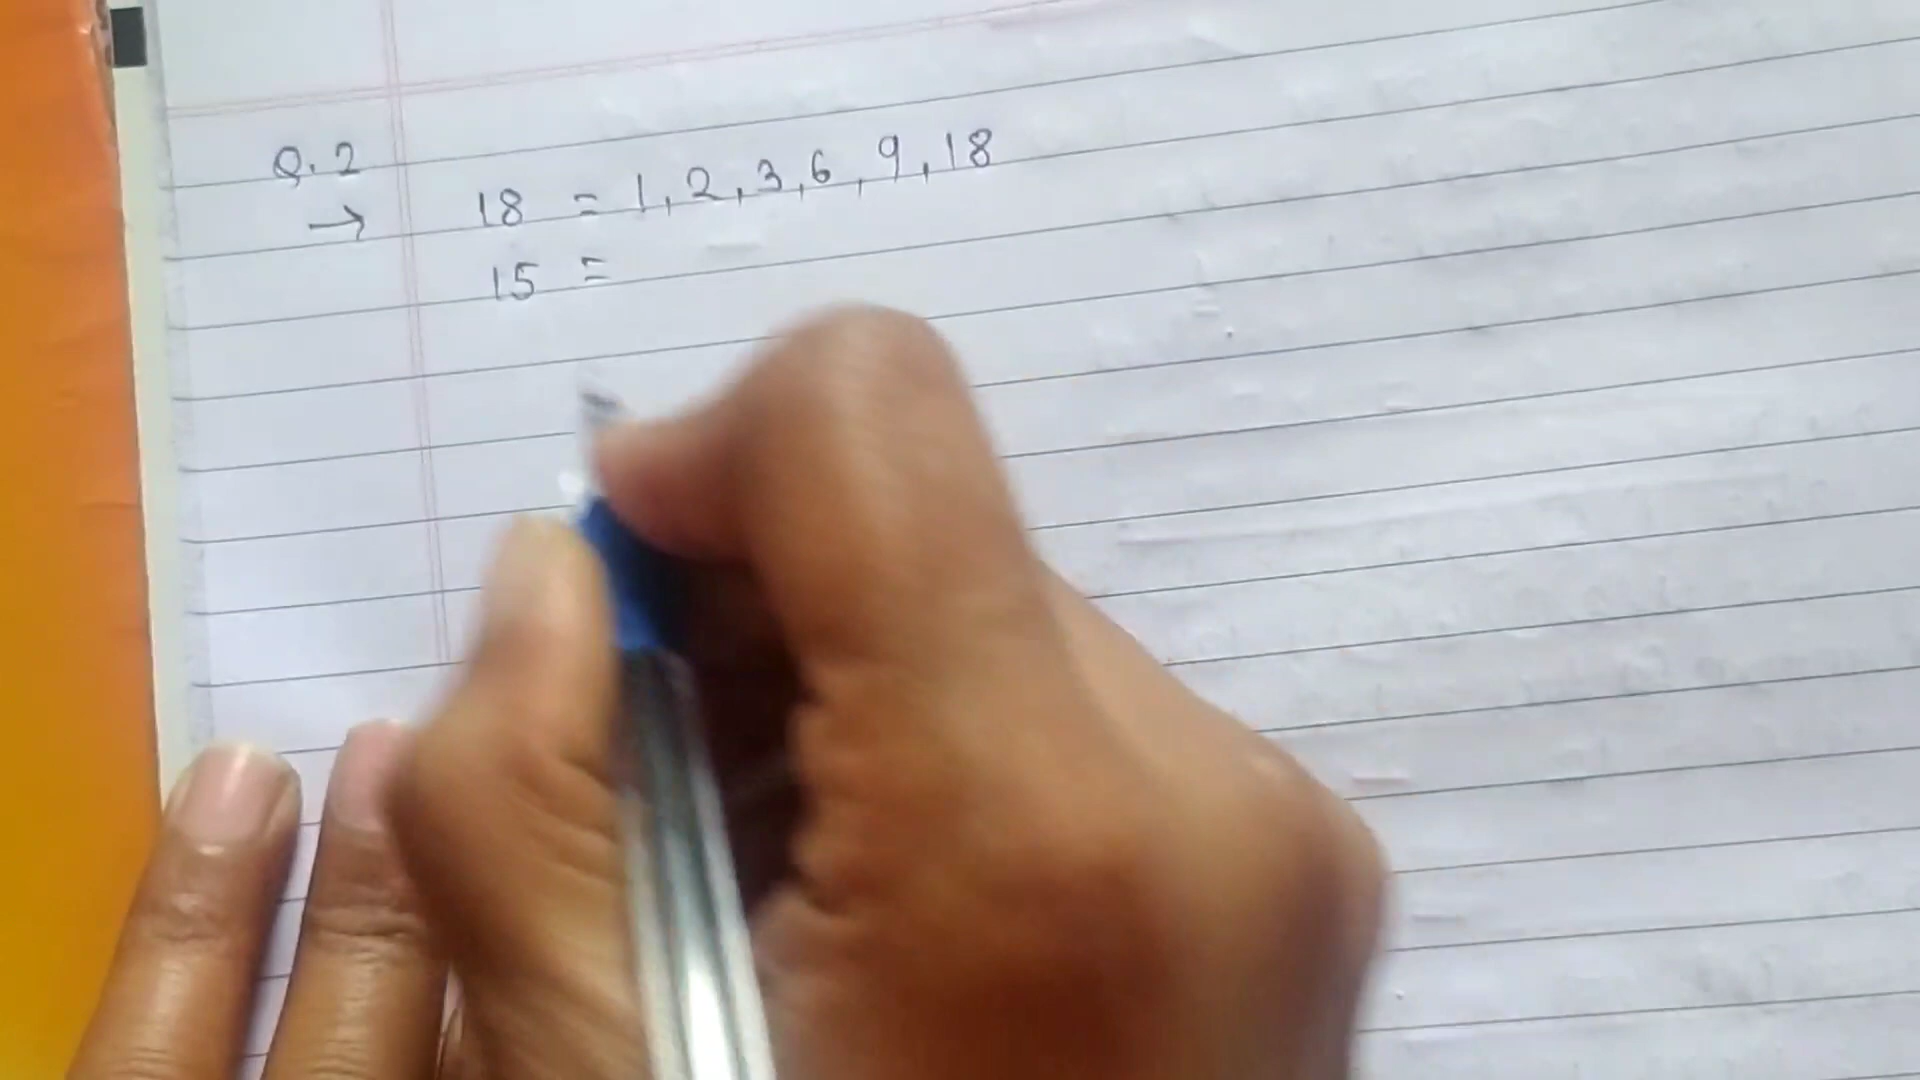 Q.2
→ 18 = 1, 2, 3, 6, 9, 18
15 =